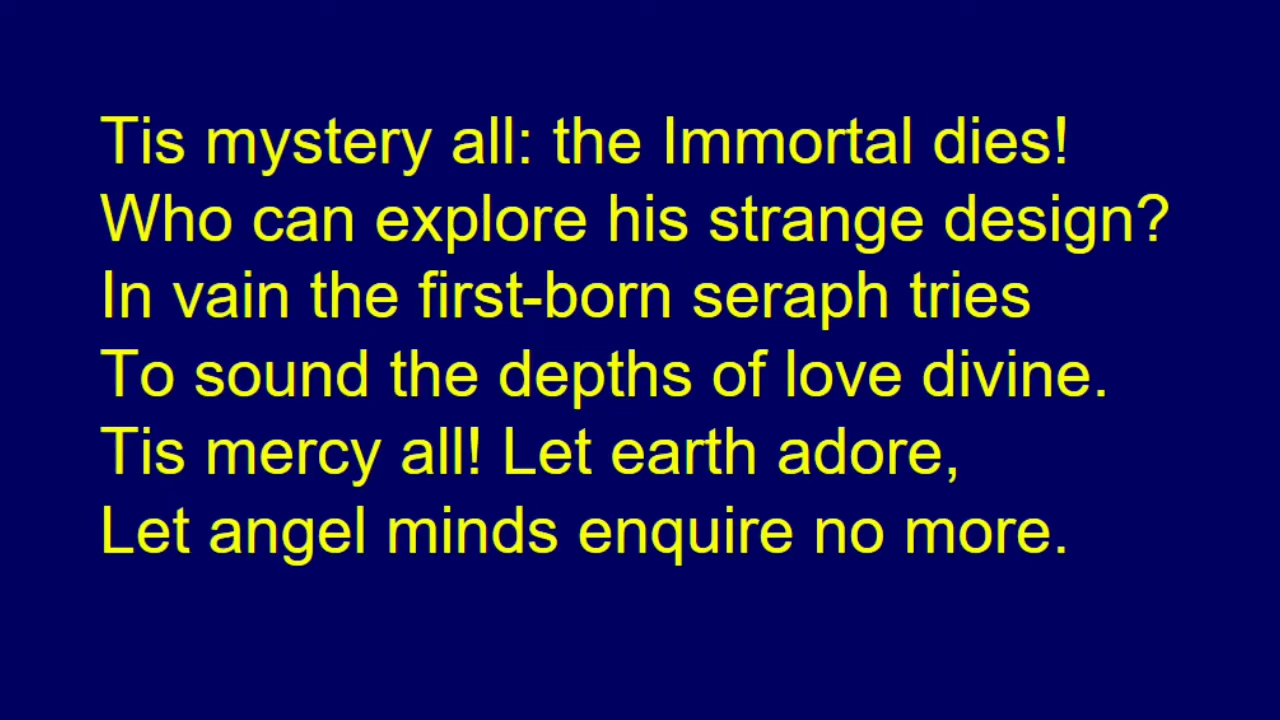 Tis mystery all: the Immortal dies!
Who can explore his strange design?
In vain the first-born seraph tries
To sound the depths of love divine.
Tis mercy all! Let earth adore,
Let angel minds enquire no more.